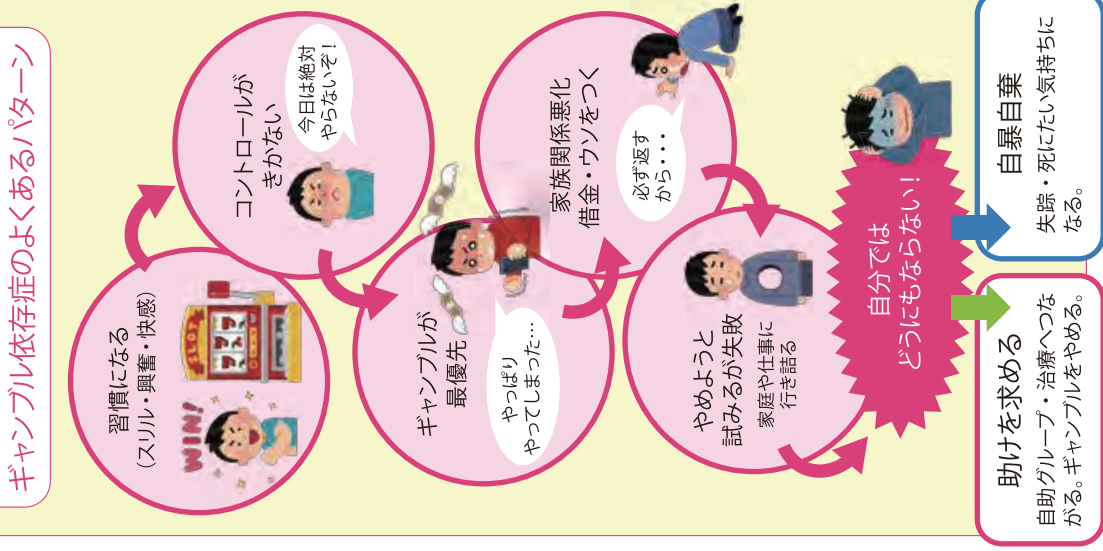 ギャンブル依存症のよくあるパターン
習慣になる
（スリル・興奮・快感）
WIN!
SLOT
7 7 7
コントロールが
きかない
今日は絶対
やらないぞ！
ギャンブルが
最優先
やっぱり
やってしまった…
家族関係悪化
借金・ウソをつく
必ず返す
から・・・
やめようと
試みるが失敗
家庭や仕事に
行き詰る
自分では
どうにもならない！
助けを求める
自助グループ・治療へつな
がる。ギャンブルをやめる。
自暴自棄
失踪・死にたい気持ちに
なる。